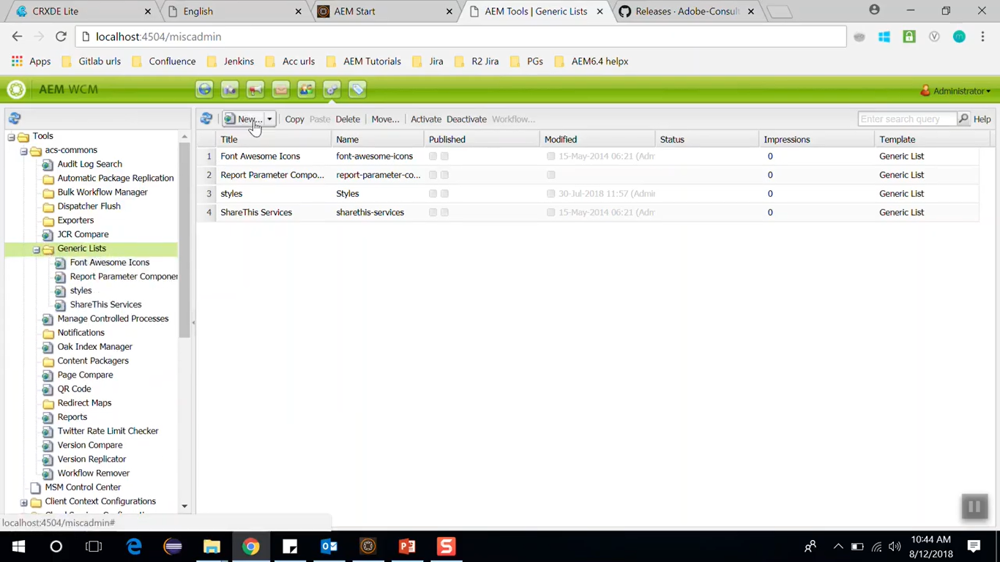 CRXDE Lite
English
AEM Start
AEM Tools | Generic Lists
Releases · Adobe-Consult
localhost:4504/miscadmin
Apps
Gitlab urls
Confluence
Jenkins
Acc urls
AEM Tutorials
Jira
R2 Jira
PGs
AEM6.4 helpx
AEM WCM
Administrator
New...
Copy
Paste
Delete
Move...
Activate
Deactivate
Workflow...
Enter search query
Help
Title Name Published Modified Status Impressions Template
1 Font Awesome Icons font-awesome-icons 15-May-2014 06:21 (Adm 0 Generic List
2 Report Parameter Compo... report-parameter-co... 0 Generic List
3 styles Styles 30-Jul-2018 11:57 (Admir 0 Generic List
4 ShareThis Services sharethis-services 15-May-2014 06:21 (Adm 0 Generic List
Tools
acs-commons
Audit Log Search
Automatic Package Replication
Bulk Workflow Manager
Dispatcher Flush
Exporters
JCR Compare
Generic Lists
Font Awesome Icons
Report Parameter Componer
styles
ShareThis Services
Manage Controlled Processes
Notifications
Oak Index Manager
Content Packagers
Page Compare
QR Code
Redirect Maps
Reports
Twitter Rate Limit Checker
Version Compare
Version Replicator
Workflow Remover
MSM Control Center
Client Context Configurations
localhost:4504/miscadmin#
10:44 AM
8/12/2018